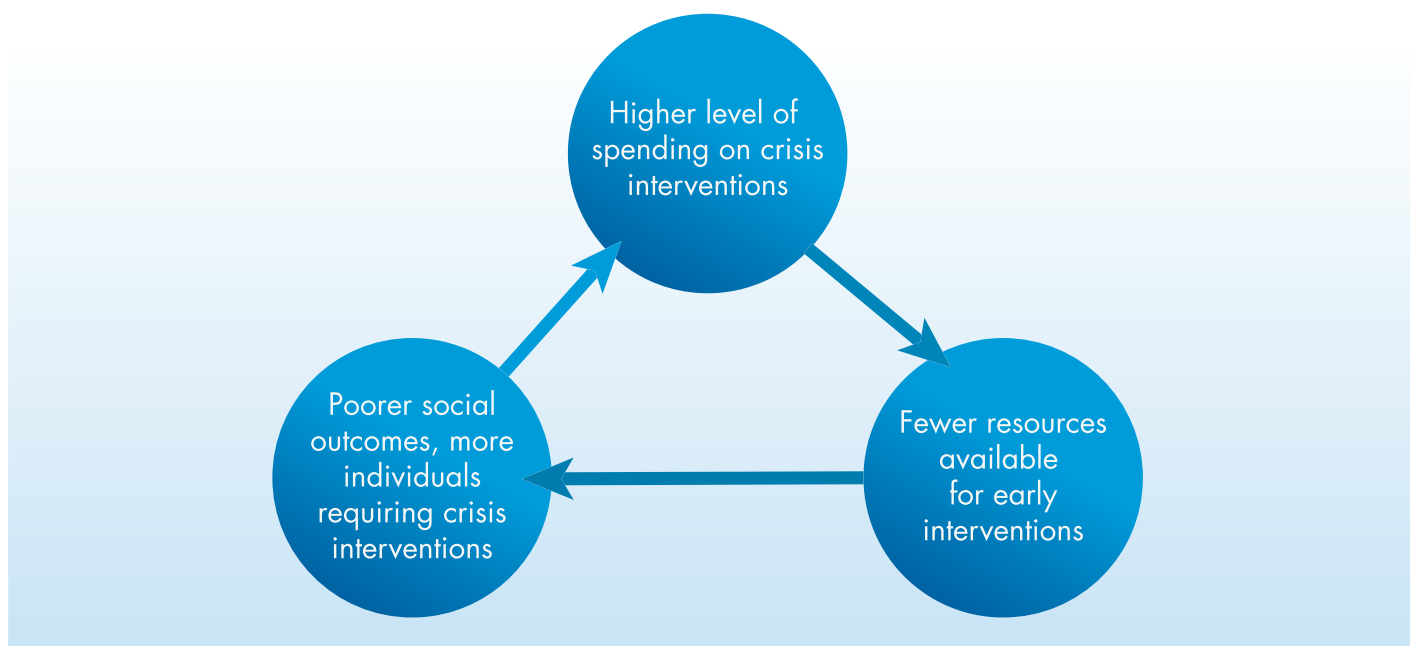 Higher level of
spending on crisis
interventions
Fewer resources
available
for early
interventions
Poorer social
outcomes, more
individuals
requiring crisis
interventions